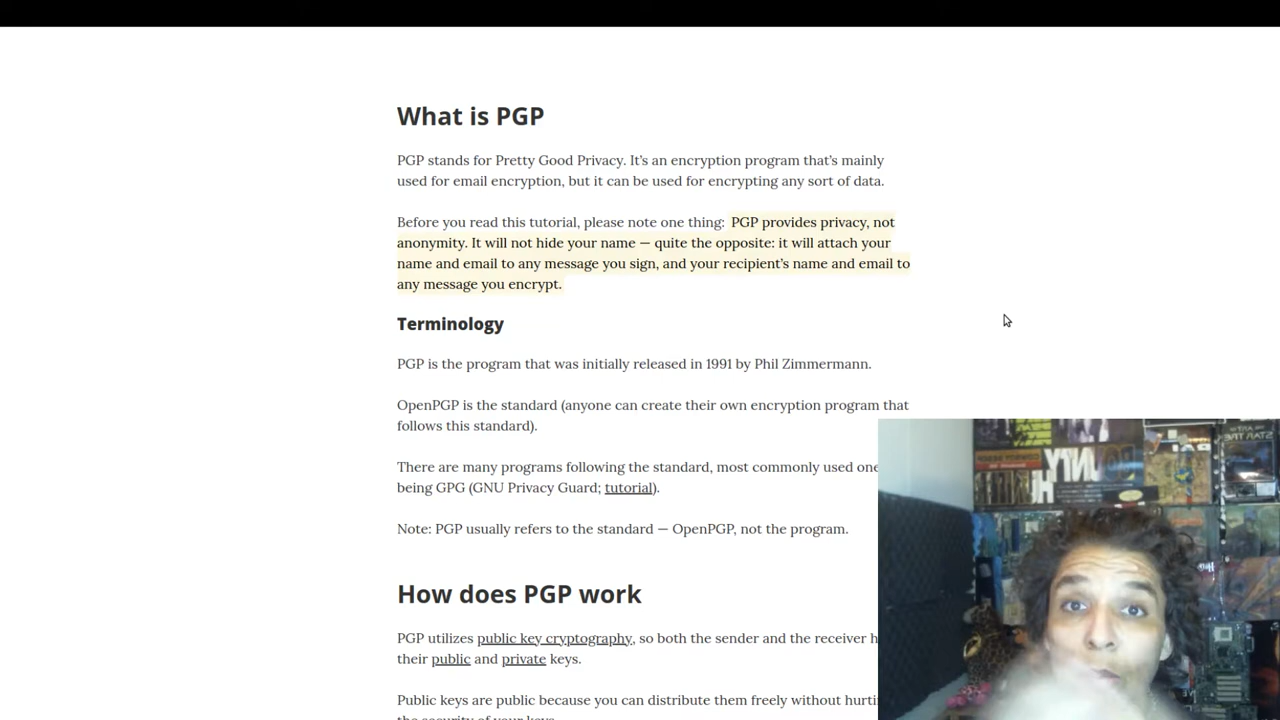 What is PGP
PGP stands for Pretty Good Privacy. It's an encryption program that's mainly
used for email encryption, but it can be used for encrypting any sort of data.
Before you read this tutorial, please note one thing: PGP provides privacy, not
anonymity. It will not hide your name — quite the opposite: it will attach your
name and email to any message you sign, and your recipient's name and email to
any message you encrypt.
Terminology
PGP is the program that was initially released in 1991 by Phil Zimmermann.
OpenPGP is the standard (anyone can create their own encryption program that
follows this standard).
There are many programs following the standard, most commonly used one
being GPG (GNU Privacy Guard; tutorial).
Note: PGP usually refers to the standard — OpenPGP, not the program.
How does PGP work
PGP utilizes public key cryptography, so both the sender and the receiver
their public and private keys.
Public keys are public because you can distribute them freely without
the security of your keys.